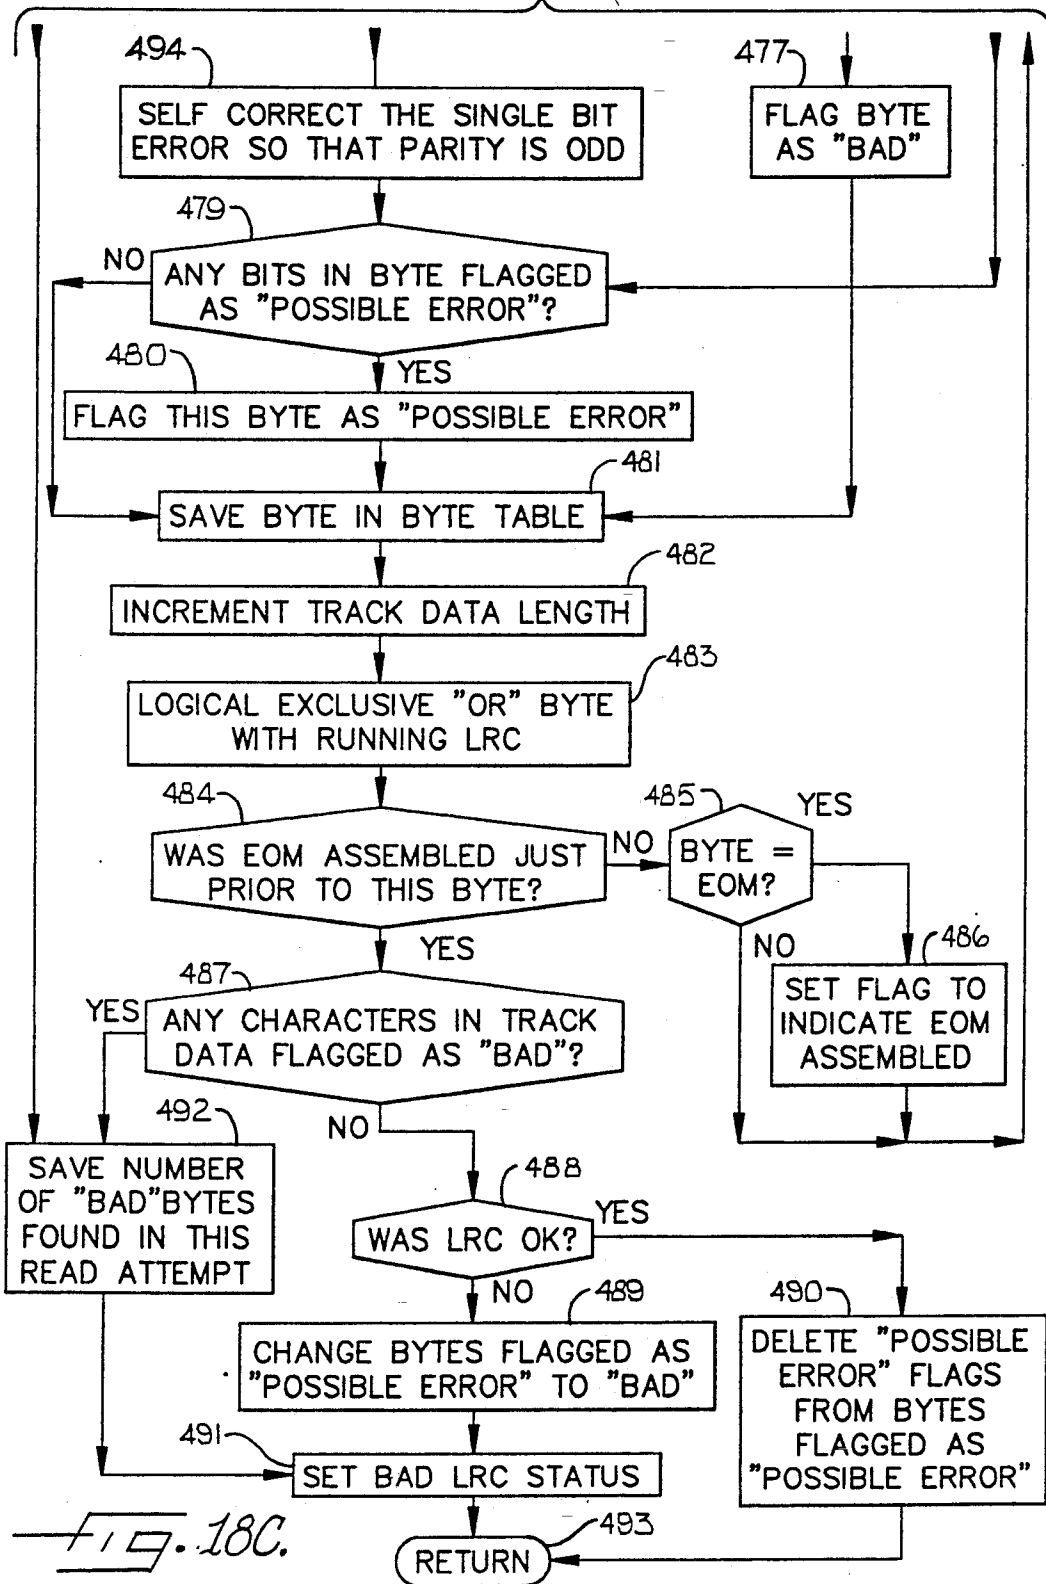 494
SELF CORRECT THE SINGLE BIT
ERROR SO THAT PARITY IS ODD
477
FLAG BYTE
AS "BAD"
479
NO
ANY BITS IN BYTE FLAGGED
AS "POSSIBLE ERROR"?
480
YES
FLAG THIS BYTE AS "POSSIBLE ERROR"
481
SAVE BYTE IN BYTE TABLE
482
INCREMENT TRACK DATA LENGTH
483
LOGICAL EXCLUSIVE "OR" BYTE
WITH RUNNING LRC
484
WAS EOM ASSEMBLED JUST
PRIOR TO THIS BYTE?
NO
485
YES
BYTE =
EOM?
NO
486
SET FLAG TO
INDICATE EOM
ASSEMBLED
YES
487
YES
ANY CHARACTERS IN TRACK
DATA FLAGGED AS "BAD"?
NO
492
SAVE NUMBER
OF "BAD"BYTES
FOUND IN THIS
READ ATTEMPT
488
WAS LRC OK?
YES
NO
489
CHANGE BYTES FLAGGED AS
"POSSIBLE ERROR" TO "BAD"
490
DELETE "POSSIBLE
ERROR" FLAGS
FROM BYTES
FLAGGED AS
"POSSIBLE ERROR"
491
SET BAD LRC STATUS
493
RETURN
Fig. 18C.